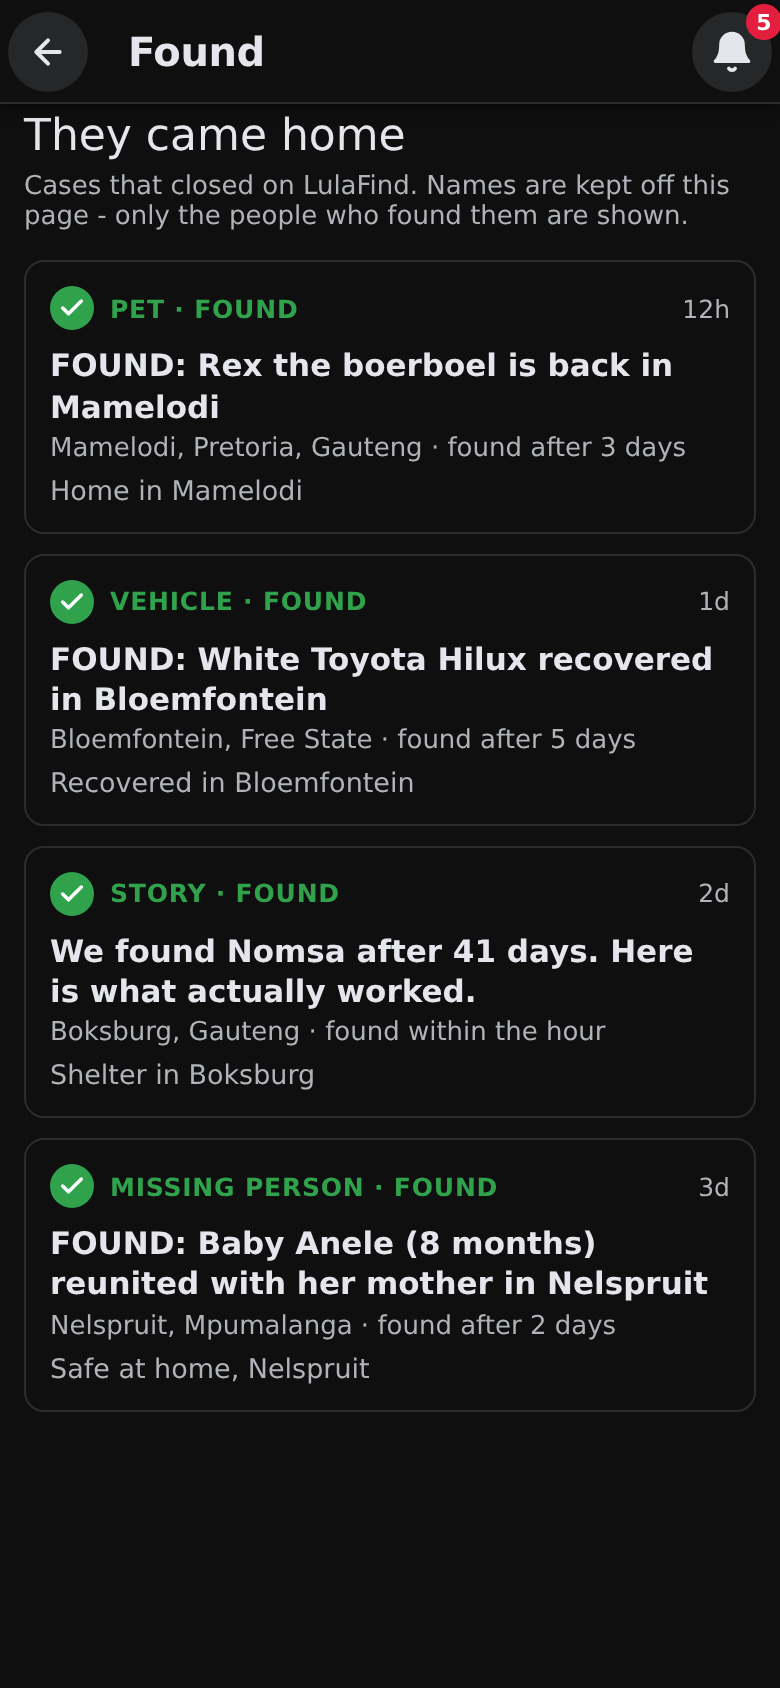 Found
5
They came home
Cases that closed on LulaFind. Names are kept off this
page - only the people who found them are shown.
PET · FOUND
12h
FOUND: Rex the boerboel is back in
Mamelodi
Mamelodi, Pretoria, Gauteng · found after 3 days
Home in Mamelodi
VEHICLE · FOUND
1d
FOUND: White Toyota Hilux recovered
in Bloemfontein
Bloemfontein, Free State · found after 5 days
Recovered in Bloemfontein
STORY · FOUND
2d
We found Nomsa after 41 days. Here
is what actually worked.
Boksburg, Gauteng · found within the hour
Shelter in Boksburg
MISSING PERSON · FOUND
3d
FOUND: Baby Anele (8 months)
reunited with her mother in Nelspruit
Nelspruit, Mpumalanga · found after 2 days
Safe at home, Nelspruit